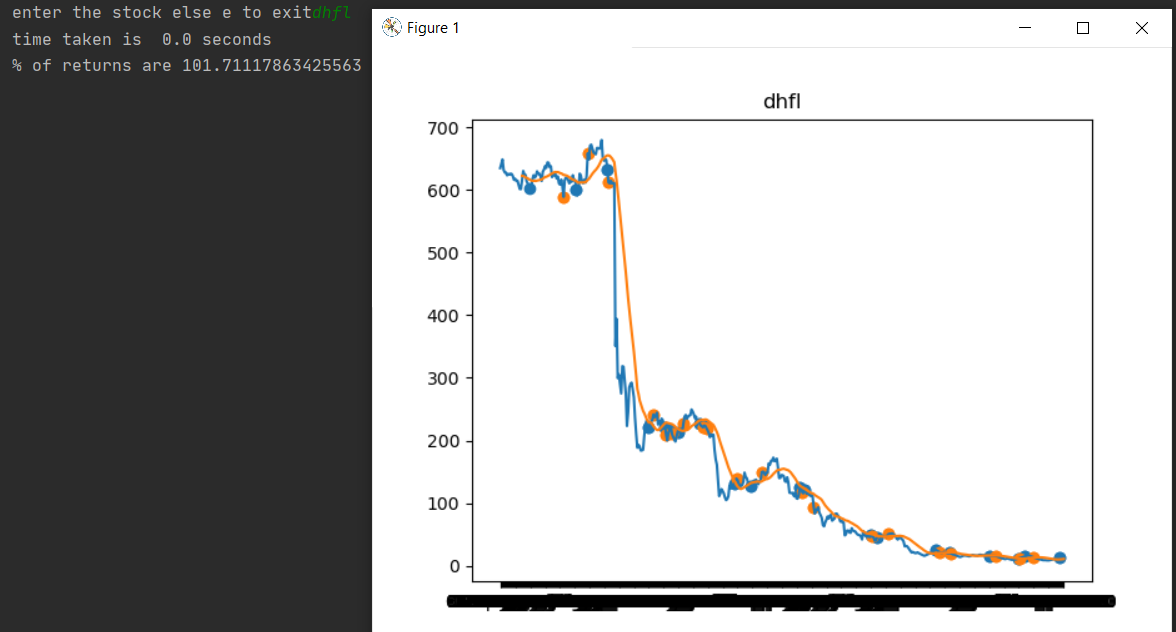 enter the stock else e to exitdhfl
time taken is  0.0 seconds
% of returns are 101.71117863425563
Figure 1
dhfl
700
600
500
400
300
200
100
0